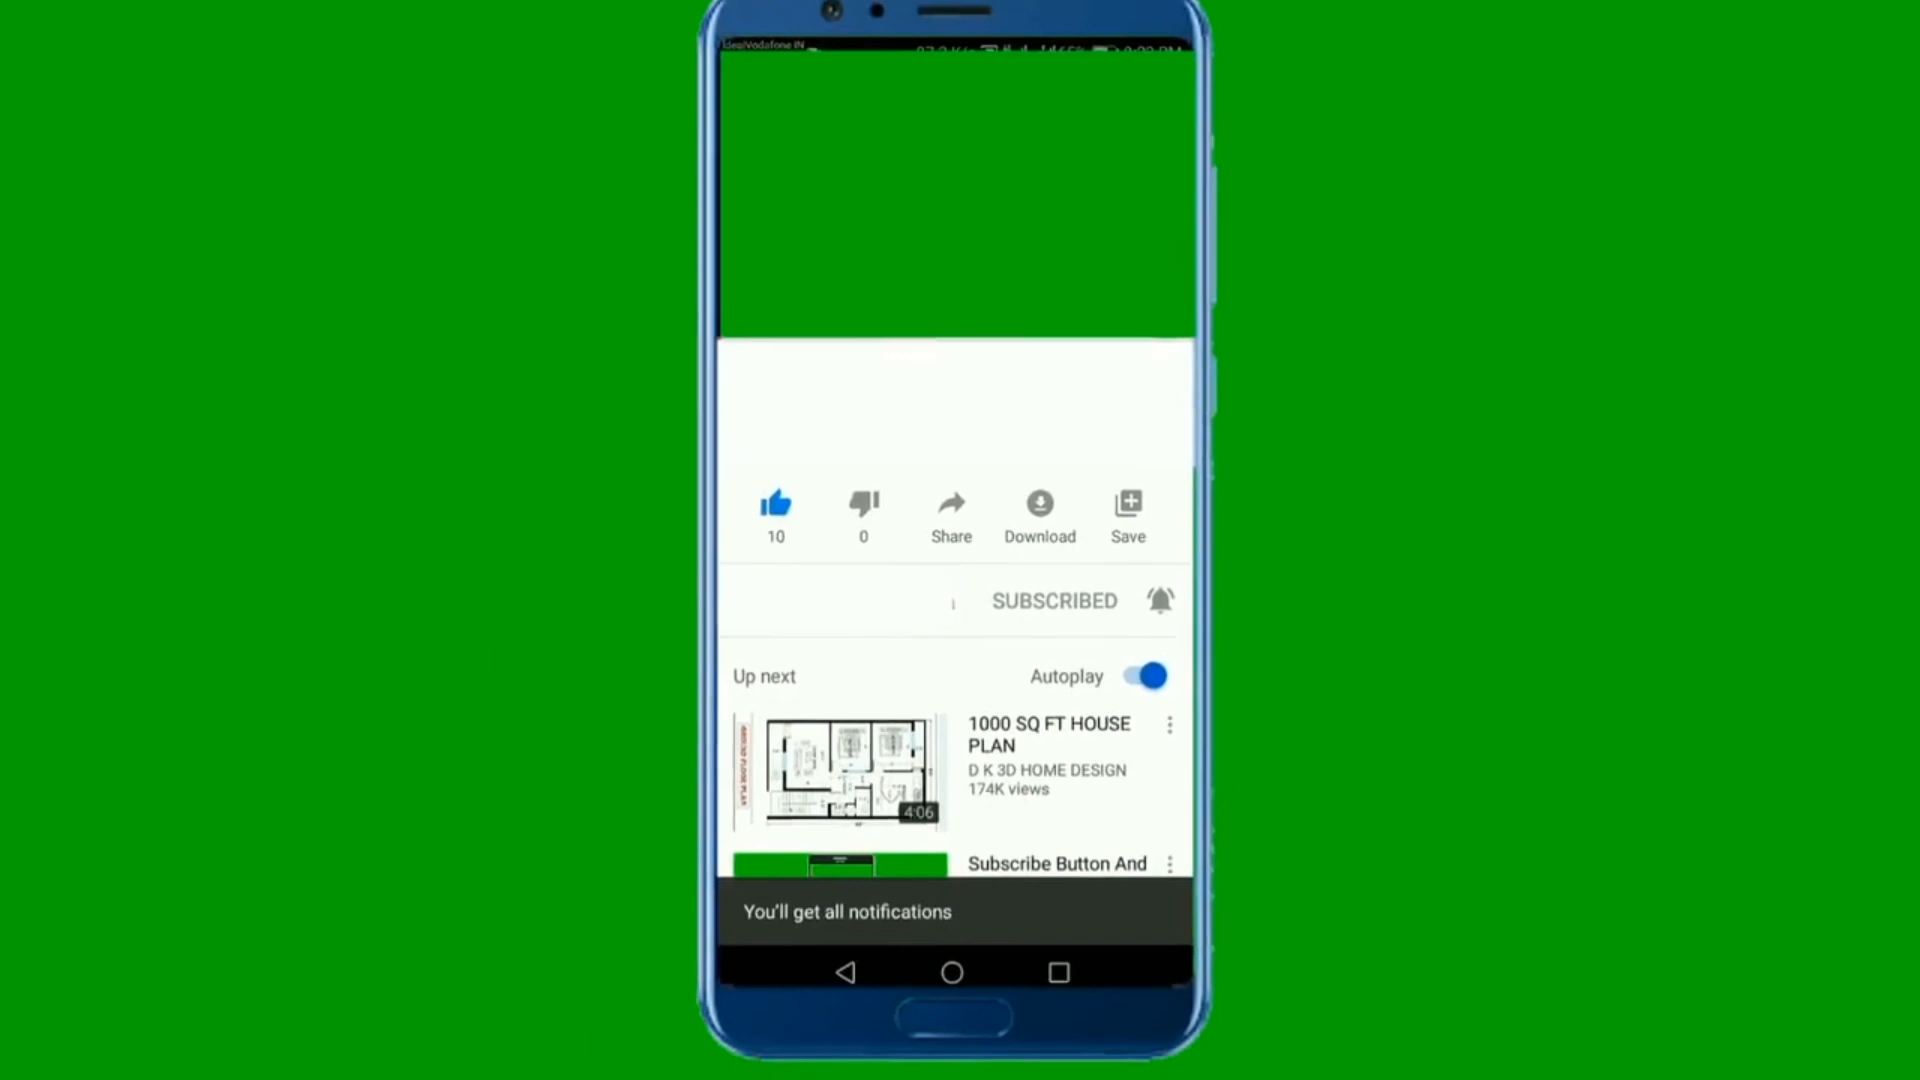 Idea|Vodafone IN
10
0
Share
Download
Save
SUBSCRIBED
Up next
Autoplay
1000 SQ FT HOUSE
PLAN
D K 3D HOME DESIGN
174K views
4:06
Subscribe Button And
You'll get all notifications